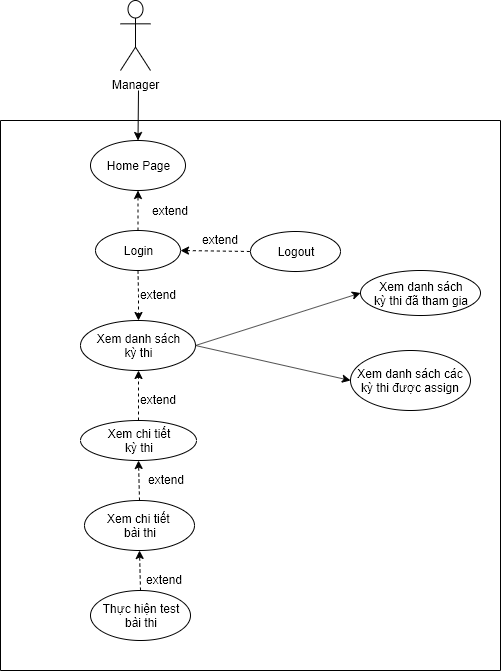 Manager
Home Page
extend
Login
extend
Logout
extend
Xem danh sách
kỳ thi đã tham gia
Xem danh sách
kỳ thi
Xem danh sách các
kỳ thi được assign
extend
Xem chi tiết
kỳ thi
extend
Xem chi tiết
bài thi
extend
Thực hiện test
bài thi